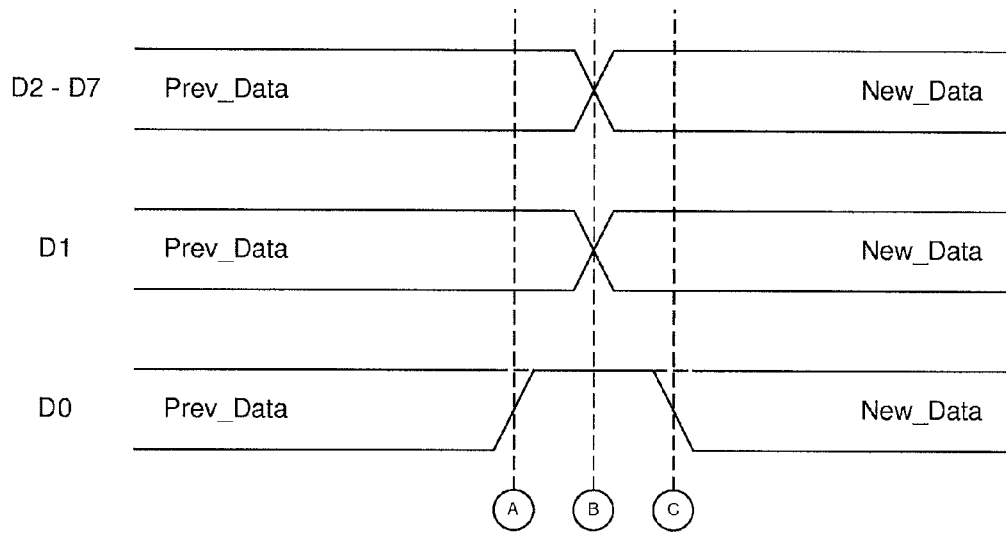 D2 - D7 Prev_Data New_Data
D1 Prev_Data New_Data
D0 Prev_Data New_Data
A B C